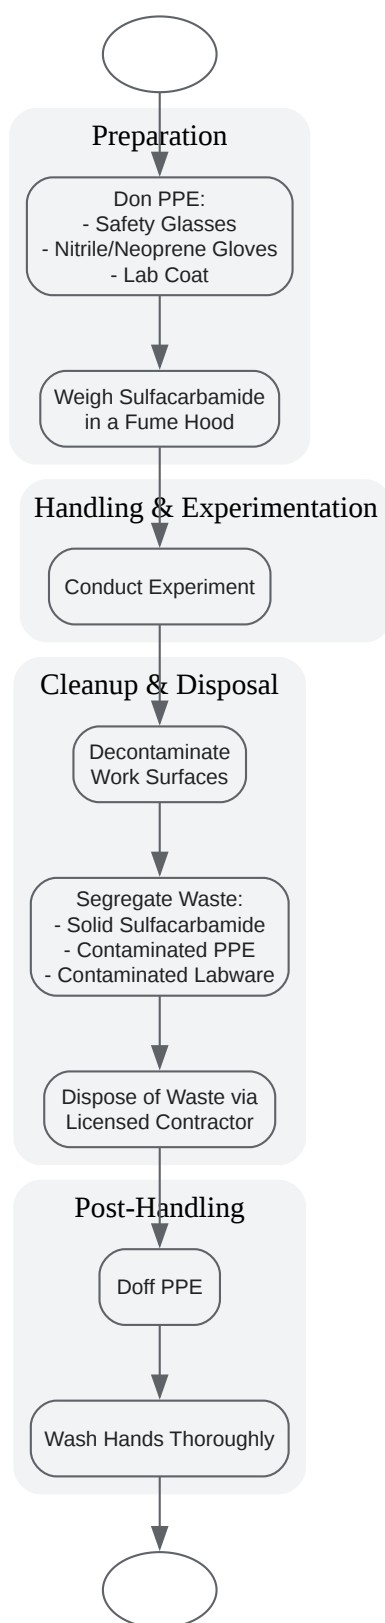 Preparation
Don PPE:
- Safety Glasses
- Nitrile/Neoprene Gloves
- Lab Coat
Weigh Sulfacarbamide
in a Fume Hood
Handling & Experimentation
Conduct Experiment
Cleanup & Disposal
Decontaminate
Work Surfaces
Segregate Waste:
- Solid Sulfacarbamide
- Contaminated PPE
- Contaminated Labware
Dispose of Waste via
Licensed Contractor
Post-Handling
Doff PPE
Wash Hands Thoroughly